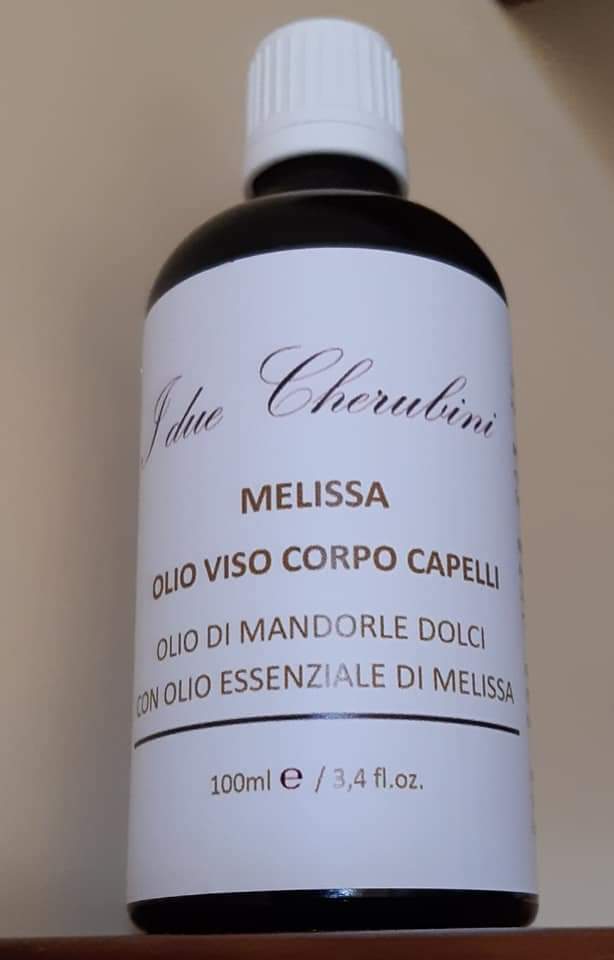 I due Cherubini
MELISSA
OLIO VISO CORPO CAPELLI
OLIO DI MANDORLE DOLCI
CON OLIO ESSENZIALE DI MELISSA
100ml e / 3,4 fl.oz.